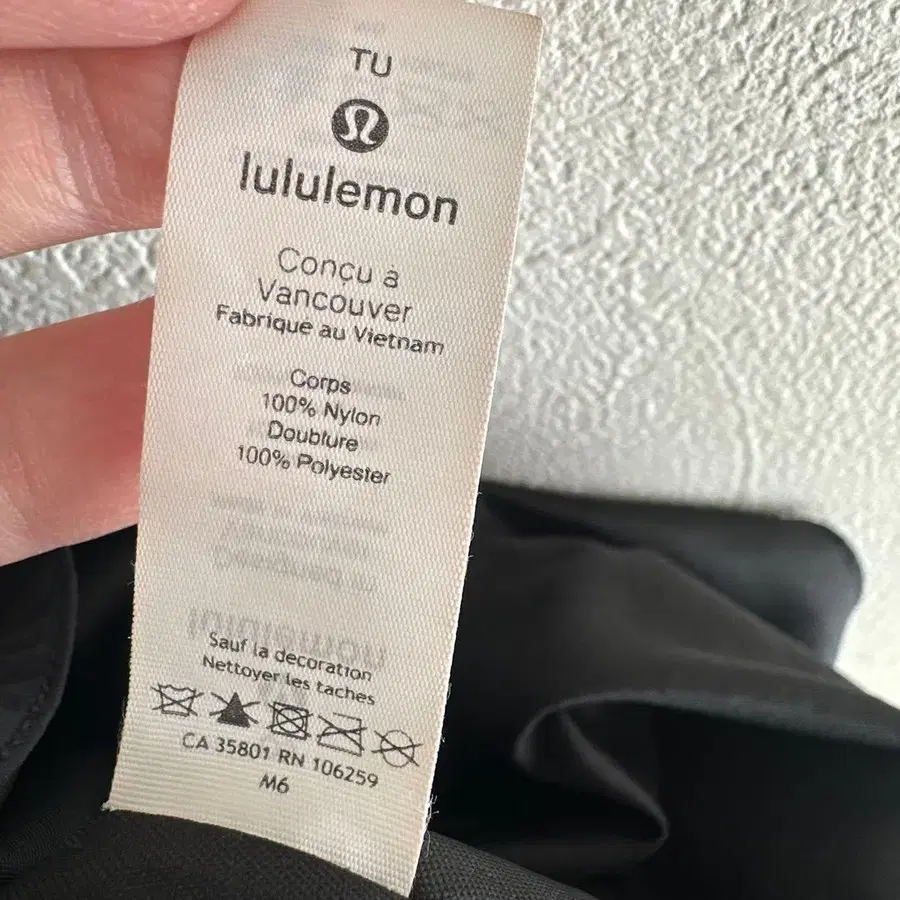 TU
lululemon
Conçu a
Vancouver
Fabrique au Vietnam
Corps
100% Nylon
Doublure
100% Polyester
Sauf la decoration
Nettoyer les taches
CA 35801 RN 106259
M6